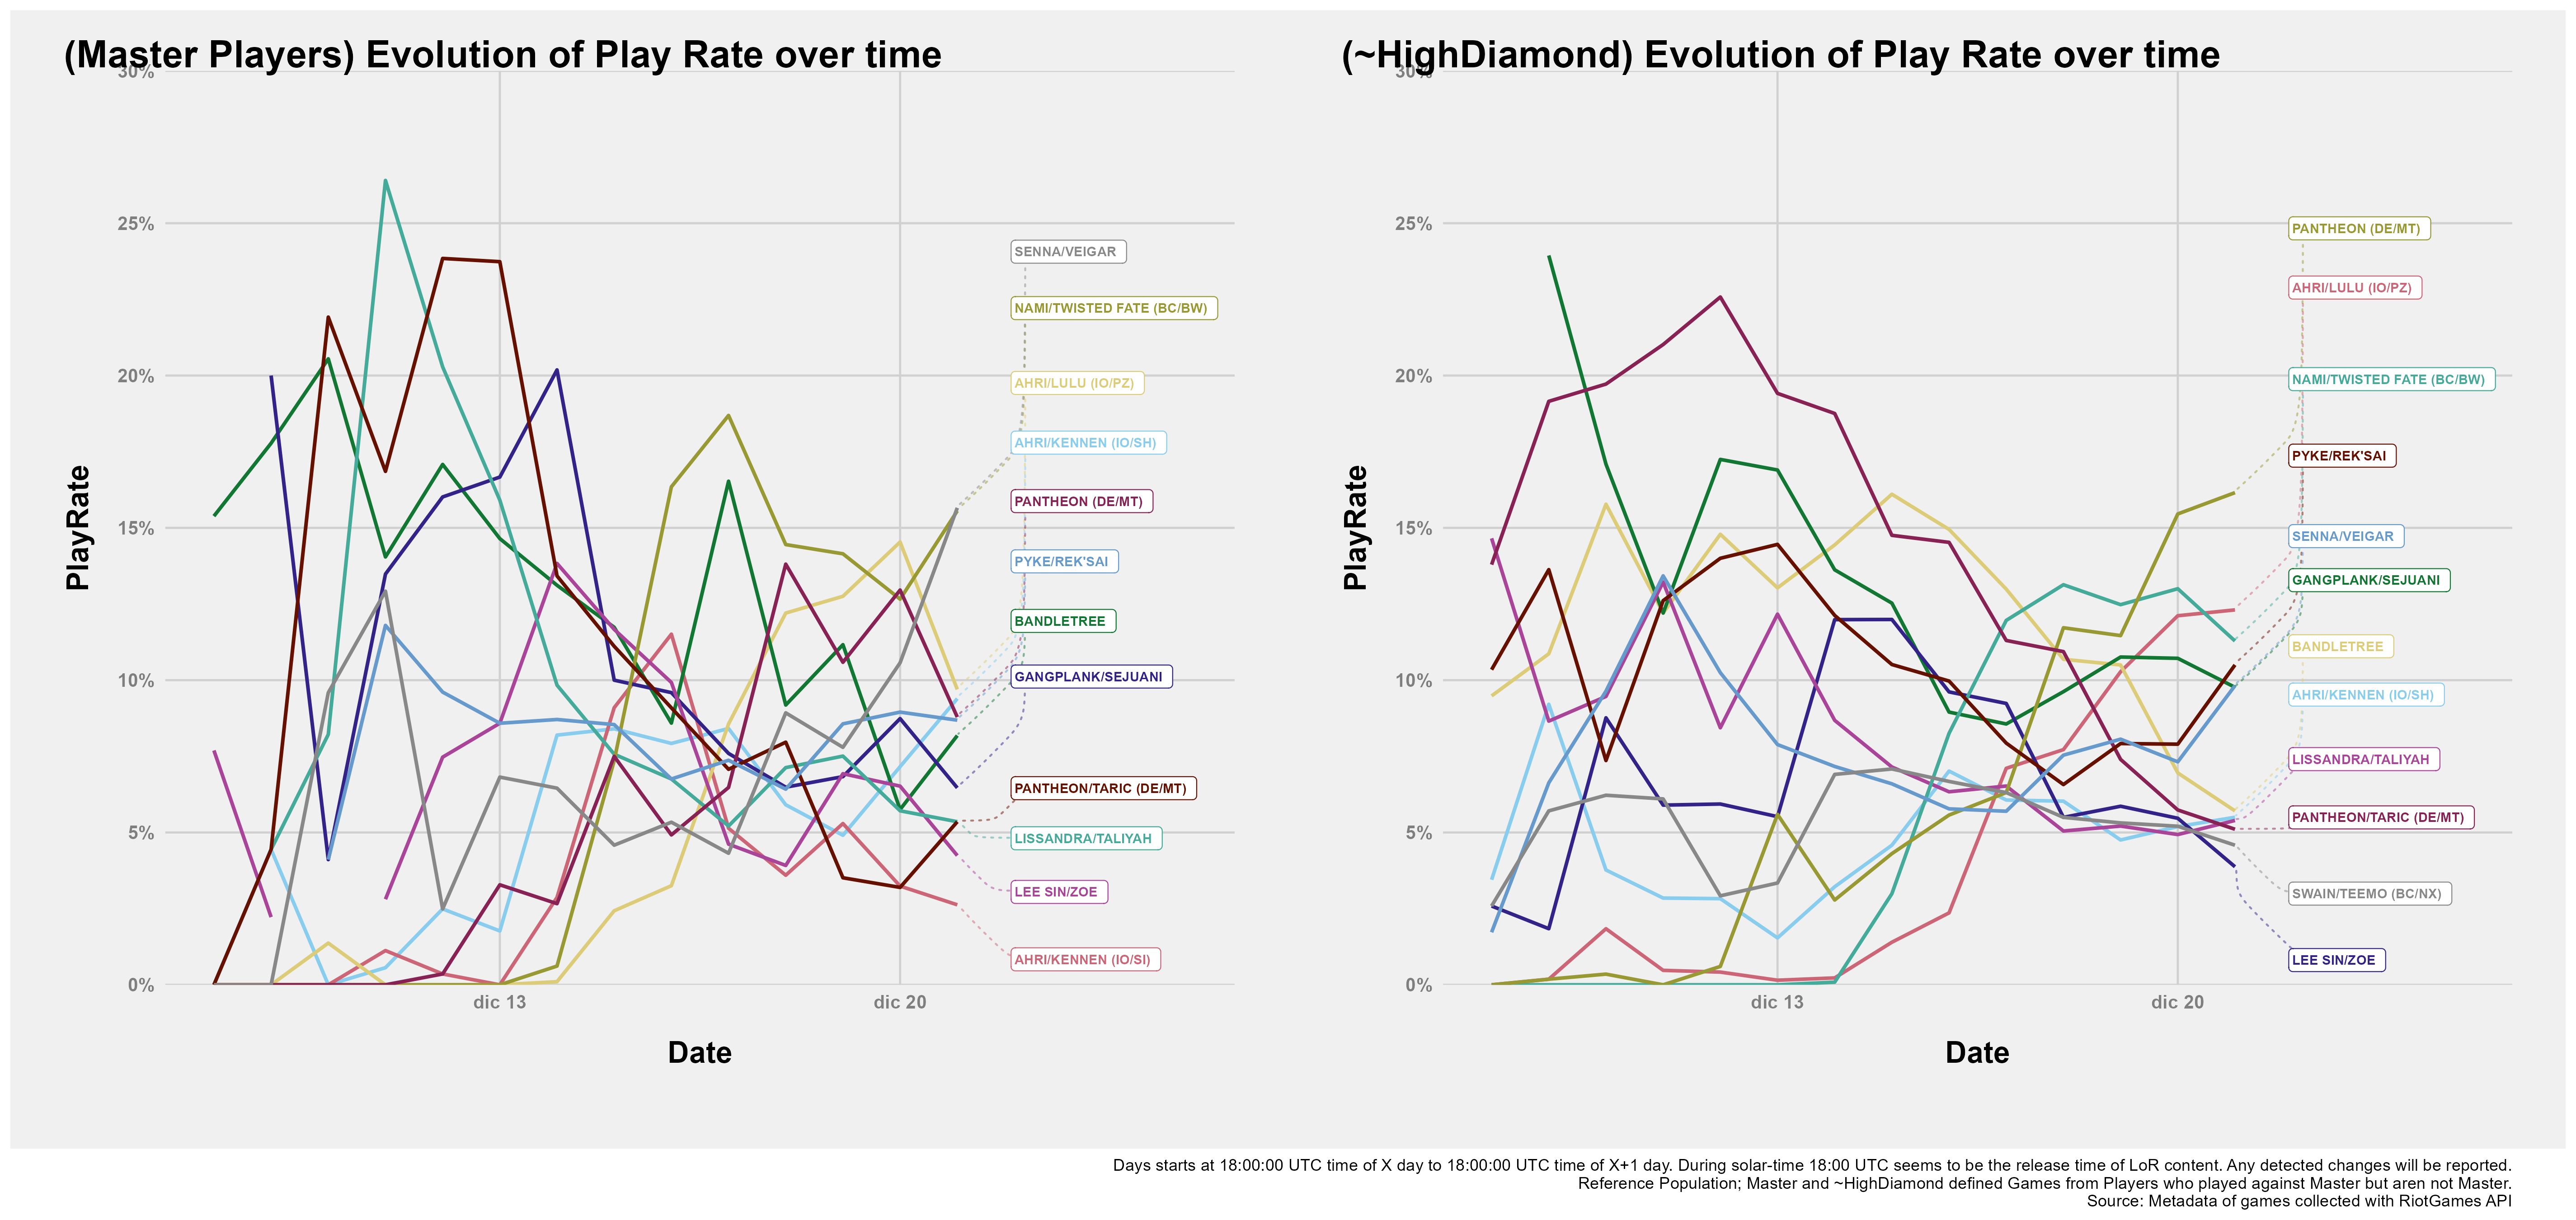 (Master Players) Evolution of Play Rate over time
30%
25%
20%
15%
10%
5%
0%
PlayRate
dic 13
dic 20
Date
SENNA/VEIGAR
NAMI/TWISTED FATE (BC/BW)
AHRI/LULU (IO/PZ)
AHRI/KENNEN (IO/SH)
PANTHEON (DE/MT)
PYKE/REK'SAI
BANDLETREE
GANGPLANK/SEJUANI
PANTHEON/TARIC (DE/MT)
LISSANDRA/TALIYAH
LEE SIN/ZOE
AHRI/KENNEN (IO/SI)
(~HighDiamond) Evolution of Play Rate over time
30%
25%
20%
15%
10%
5%
0%
PlayRate
dic 13
dic 20
Date
PANTHEON (DE/MT)
AHRI/LULU (IO/PZ)
NAMI/TWISTED FATE (BC/BW)
PYKE/REK'SAI
SENNA/VEIGAR
GANGPLANK/SEJUANI
BANDLETREE
AHRI/KENNEN (IO/SH)
LISSANDRA/TALIYAH
PANTHEON/TARIC (DE/MT)
SWAIN/TEEMO (BC/NX)
LEE SIN/ZOE
Days starts at 18:00:00 UTC time of X day to 18:00:00 UTC time of X+1 day. During solar-time 18:00 UTC seems to be the release time of LoR content. Any detected changes will be reported.
Reference Population; Master and ~HighDiamond defined Games from Players who played against Master but aren not Master.
Source: Metadata of games collected with RiotGames API